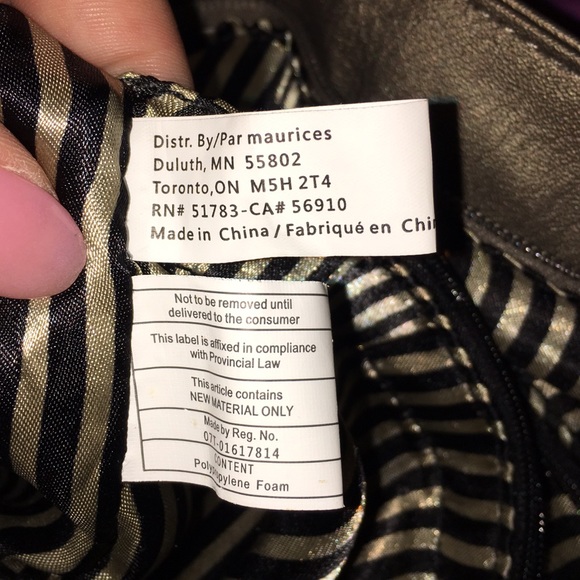 Distr. By/Par maurices
Duluth, MN 55802
Toronto,ON M5H 2T4
RN# 51783-CA# 56910
Made in China / Fabriqué en Chi
Not to be removed until
delivered to the consumer
This label is affixed in compliance
with Provincial Law
This article contains
NEW MATERIAL ONLY
Made by Reg. No.
07T-01617814
CONTENT
Polypropylene Foam